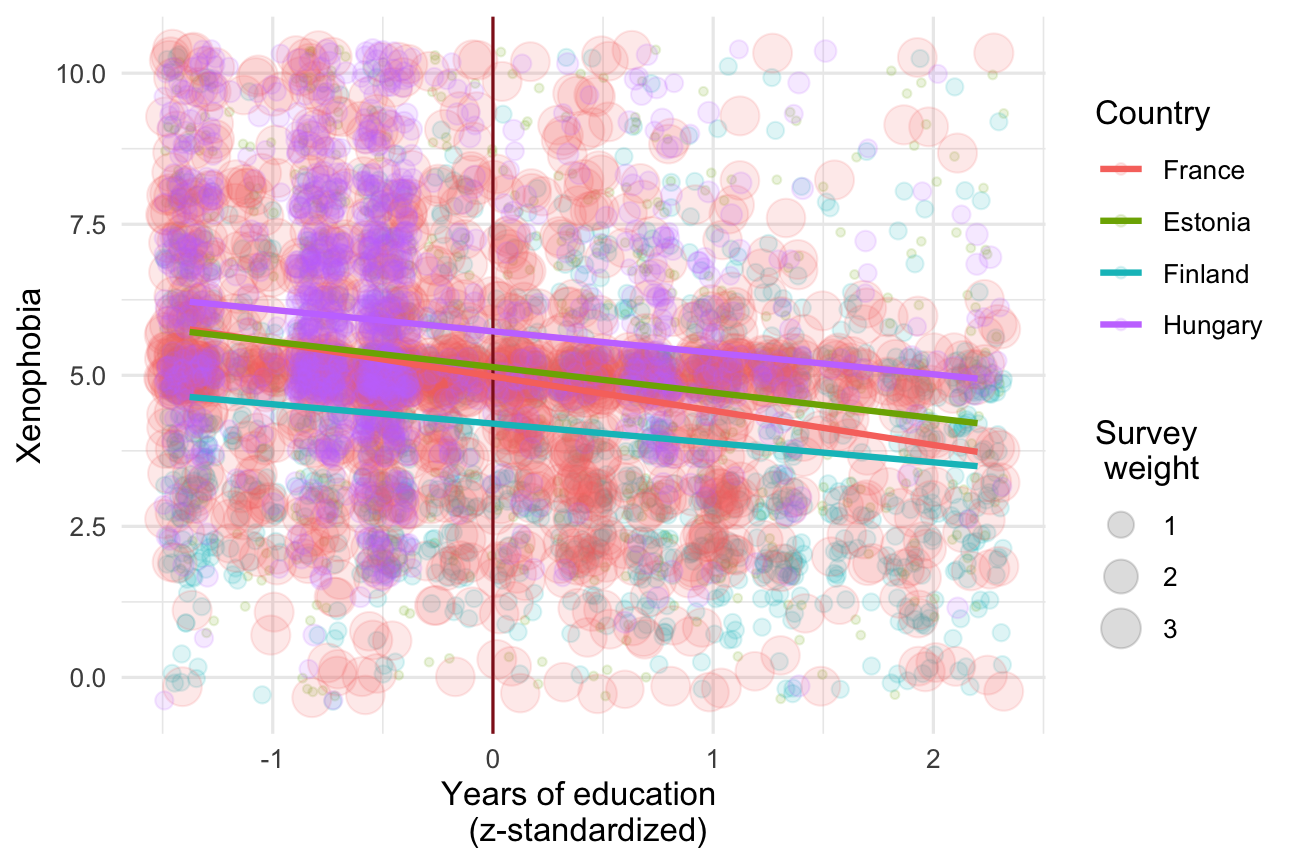 10.0
7.5
5.0
2.5
0.0
Xenophobia
-1
0
1
2
Years of education
(z-standardized)
Country
France
Estonia
Finland
Hungary
Survey
weight
1
2
3